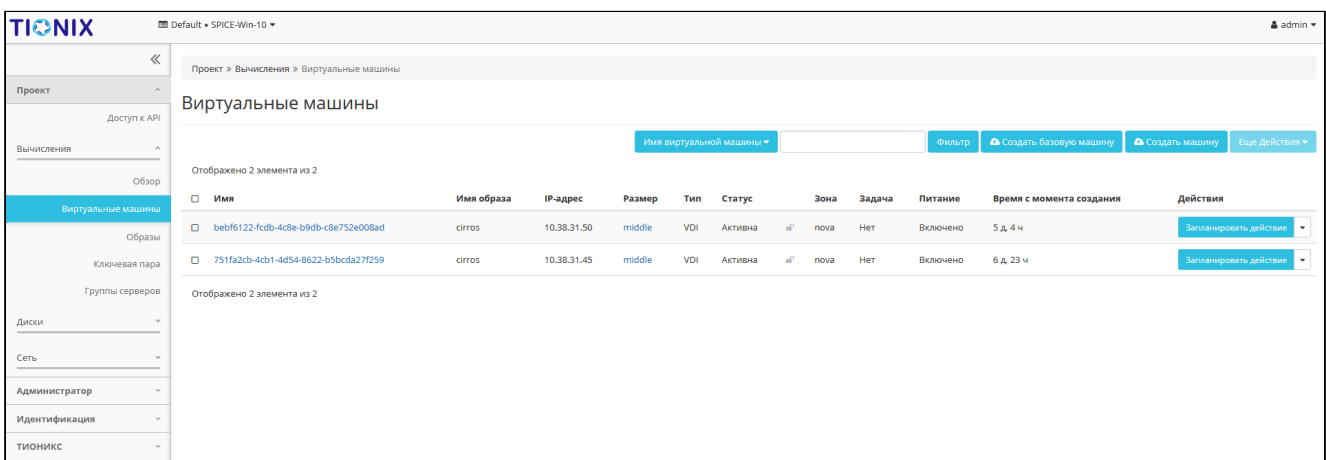 TIONIX
Default • SPICE-Win-10
admin
Проект » Вычисления » Виртуальные машины
Проект
Доступ к API
Вычисления
Обзор
Виртуальные машины
Образы
Ключевая пара
Группы серверов
Диски
Сеть
Администратор
Идентификация
ТИОНИКС
Виртуальные машины
Имя виртуальной машины Фильтр Создать базовую машину Создать машину Еще Действия
Отображено 2 элемента из 2
Имя Имя образа IP-адрес Размер Тип Статус Зона Задача Питание Время с момента создания Действия
bebf6122-fcdb-4c8e-b9db-c8e752e008ad cirros 10.38.31.50 middle VDI Активна nova Нет Включено 5 д, 4 ч Запланировать действие
751fa2cb-4cb1-4d54-8622-b5bcda27f259 cirros 10.38.31.45 middle VDI Активна nova Нет Включено 6 д, 23 ч Запланировать действие
Отображено 2 элемента из 2